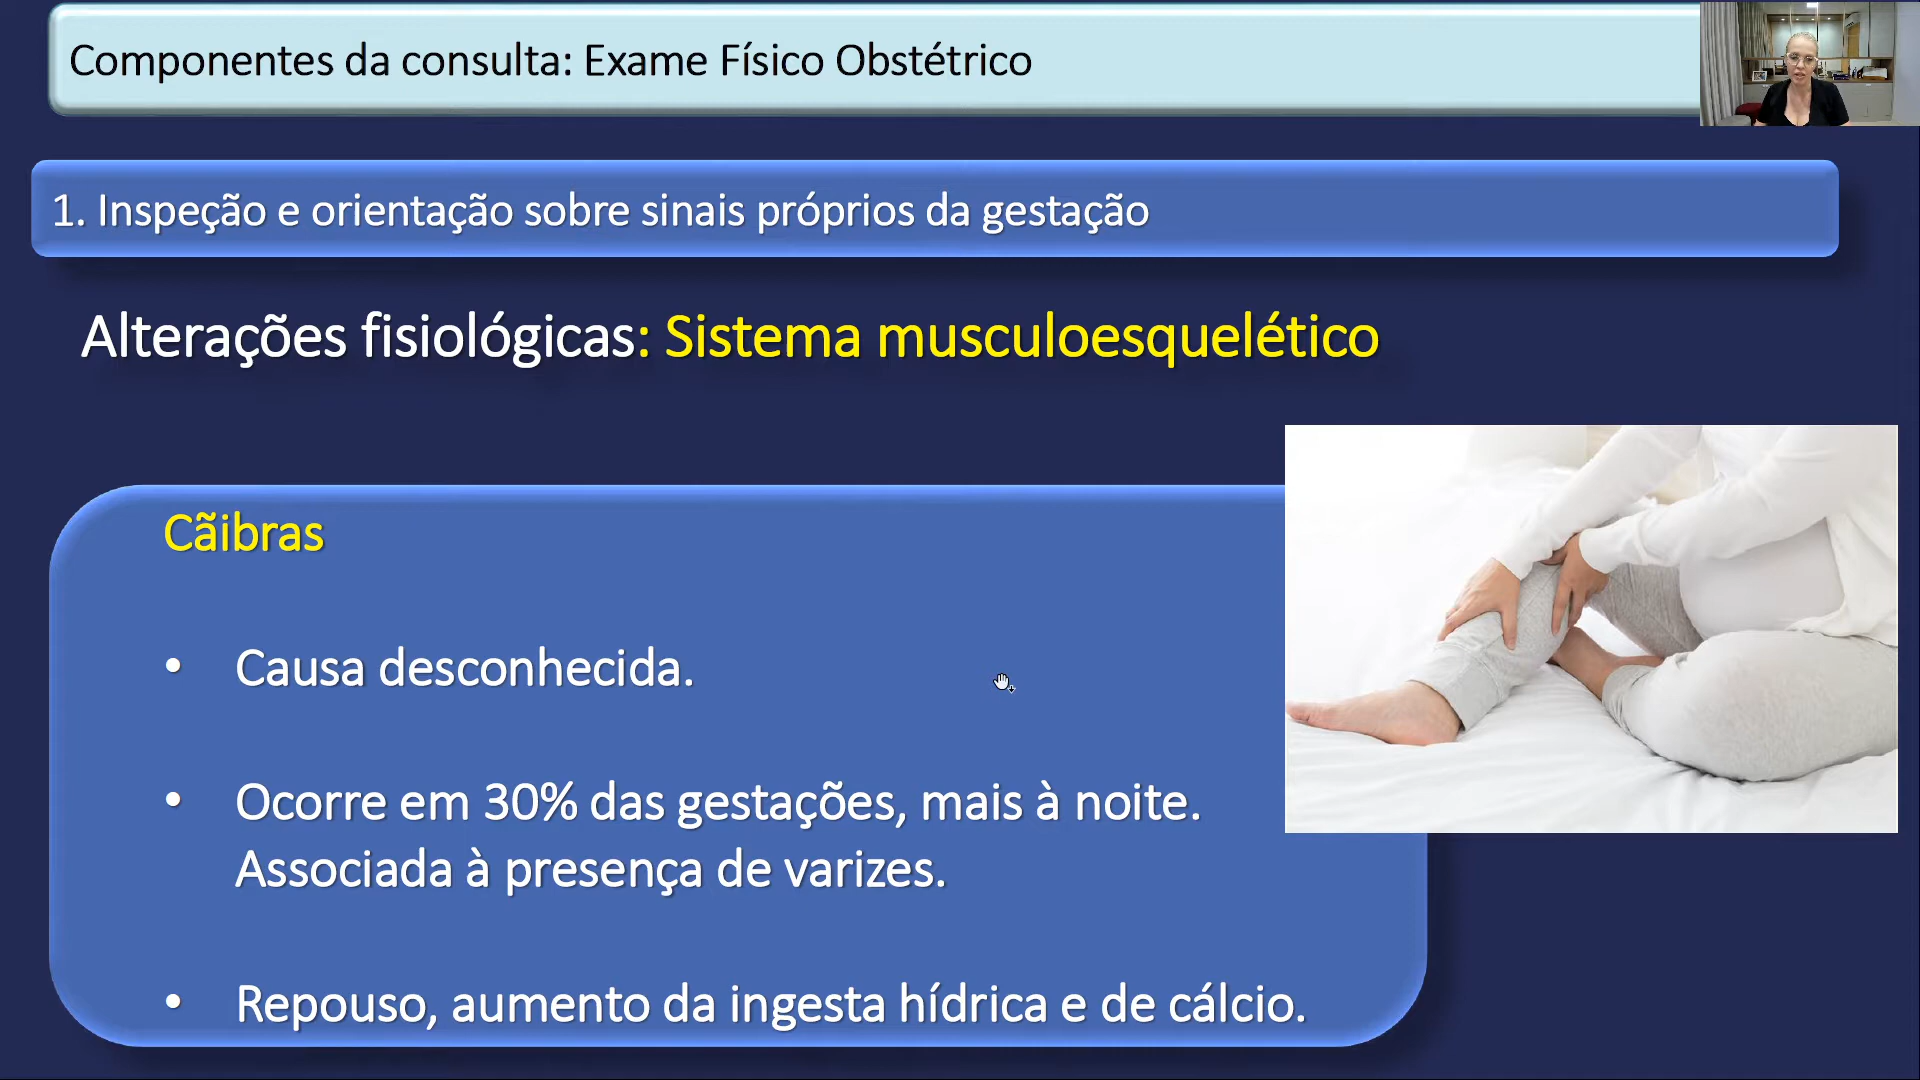 Componentes da consulta: Exame Físico Obstétrico
1. Inspeção e orientação sobre sinais próprios da gestação
Alterações fisiológicas: Sistema musculoesquelético
Cãibras
• Causa desconhecida.
• Ocorre em 30% das gestações, mais à noite.
Associada à presença de varizes.
• Repouso, aumento da ingesta hídrica e de cálcio.